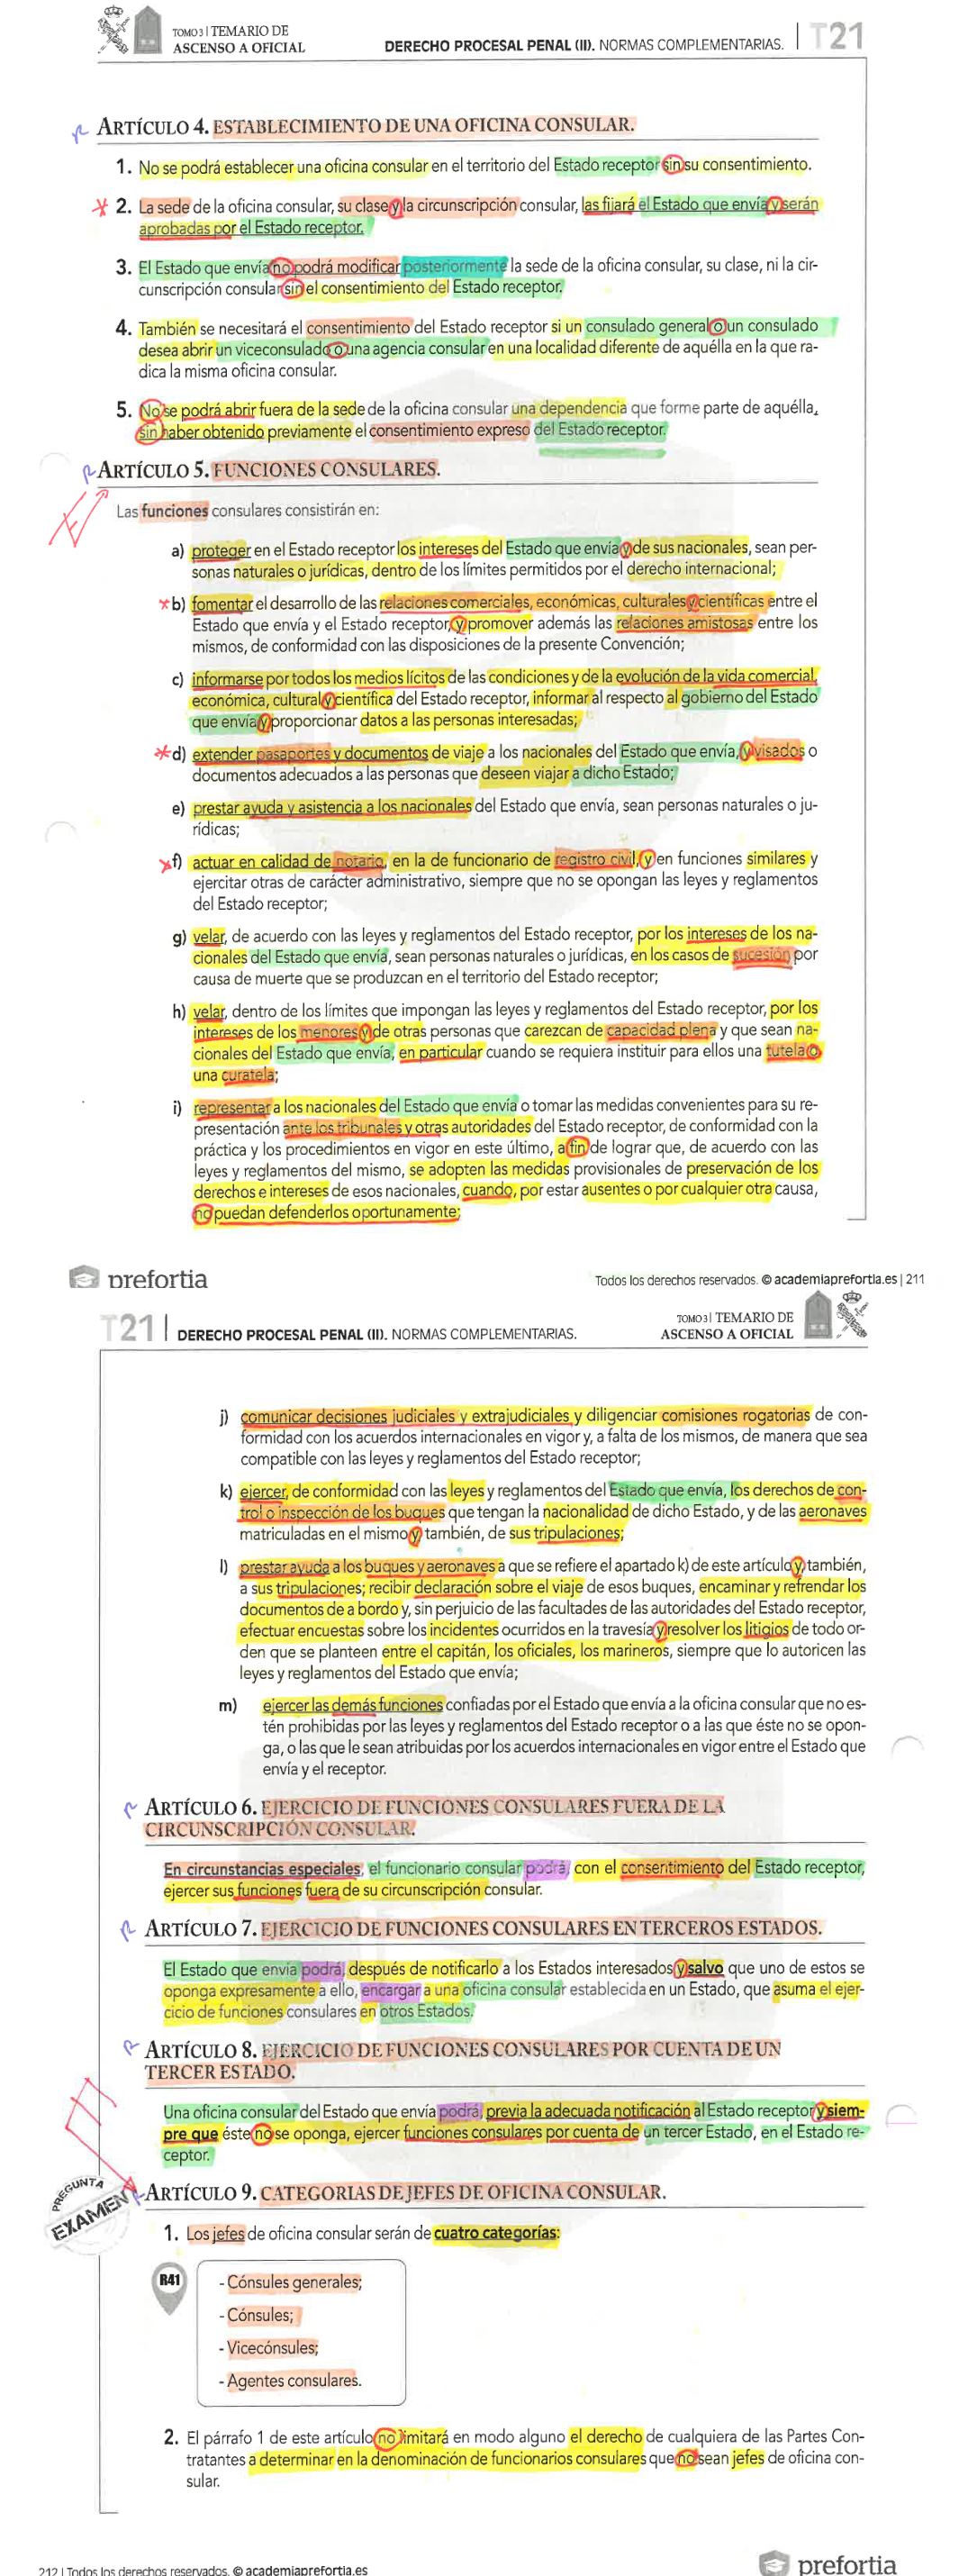 TOMO 3 | TEMARIO DE
ASCENSO A OFICIAL
DERECHO PROCESAL PENAL (II). NORMAS COMPLEMENTARIAS. | T21
ARTÍCULO 4. ESTABLECIMIENTO DE UNA OFICINA CONSULAR.
1. No se podrá establecer una oficina consular en el territorio del Estado receptor sin su consentimiento.
2. La sede de la oficina consular, su clase y la circunscripción consular, las fijará el Estado que envía y serán
aprobadas por el Estado receptor.
3. El Estado que envía no podrá modificar posteriormente la sede de la oficina consular, su clase, ni la cir-
cunscripción consular sin el consentimiento del Estado receptor.
4. También se necesitará el consentimiento del Estado receptor si un consulado general o un consulado
desea abrir un viceconsulado o una agencia consular en una localidad diferente de aquélla en la que ra-
dica la misma oficina consular.
5. No se podrá abrir fuera de la sede de la oficina consular una dependencia que forme parte de aquélla,
sin haber obtenido previamente el consentimiento expreso del Estado receptor.
ARTÍCULO 5. FUNCIONES CONSULARES.
Las funciones consulares consistirán en:
a) proteger en el Estado receptor los intereses del Estado que envía y de sus nacionales, sean per-
sonas naturales o jurídicas, dentro de los límites permitidos por el derecho internacional;
b) fomentar el desarrollo de las relaciones comerciales, económicas, culturales y científicas entre el
Estado que envía y el Estado receptor, y promover además las relaciones amistosas entre los
mismos, de conformidad con las disposiciones de la presente Convención;
c) informarse por todos los medios lícitos de las condiciones y de la evolución de la vida comercial,
económica, cultural y científica del Estado receptor, informar al respecto al gobierno del Estado
que envía y proporcionar datos a las personas interesadas;
d) extender pasaportes y documentos de viaje a los nacionales del Estado que envía, y visados o
documentos adecuados a las personas que deseen viajar a dicho Estado;
e) prestar ayuda y asistencia a los nacionales del Estado que envía, sean personas naturales o ju-
rídicas;
f) actuar en calidad de notario, en la de funcionario de registro civil, y en funciones similares y
ejercitar otras de carácter administrativo, siempre que no se opongan las leyes y reglamentos
del Estado receptor;
g) velar, de acuerdo con las leyes y reglamentos del Estado receptor, por los intereses de los na-
cionales del Estado que envía, sean personas naturales o jurídicas, en los casos de sucesión por
causa de muerte que se produzcan en el territorio del Estado receptor;
h) velar, dentro de los límites que impongan las leyes y reglamentos del Estado receptor, por los
intereses de los menores y de otras personas que carezcan de capacidad plena y que sean na-
cionales del Estado que envía, en particular cuando se requiera instituir para ellos una tutela o
una curatela;
i) representar a los nacionales del Estado que envía o tomar las medidas convenientes para su re-
presentación ante los tribunales y otras autoridades del Estado receptor, de conformidad con la
práctica y los procedimientos en vigor en este último, a fin de lograr que, de acuerdo con las
leyes y reglamentos del mismo, se adopten las medidas provisionales de preservación de los
derechos e intereses de esos nacionales, cuando, por estar ausentes o por cualquier otra causa,
no puedan defenderlos oportunamente;
prefortia
Todos los derechos reservados. © academiaprefortia.es | 211
T21 | DERECHO PROCESAL PENAL (II). NORMAS COMPLEMENTARIAS.
TOMO 3 | TEMARIO DE
ASCENSO A OFICIAL
j) comunicar decisiones judiciales y extrajudiciales y diligenciar comisiones rogatorias de con-
formidad con los acuerdos internacionales en vigor y, a falta de los mismos, de manera que sea
compatible con las leyes y reglamentos del Estado receptor;
k) ejercer, de conformidad con las leyes y reglamentos del Estado que envía, los derechos de con-
trol o inspección de los buques que tengan la nacionalidad de dicho Estado, y de las aeronaves
matriculadas en el mismo y, también, de sus tripulaciones;
l) prestar ayuda a los buques y aeronaves a que se refiere el apartado k) de este artículo y, también,
a sus tripulaciones; recibir declaración sobre el viaje de esos buques, encaminar y refrendar los
documentos de a bordo y, sin perjuicio de las facultades de las autoridades del Estado receptor,
efectuar encuestas sobre los incidentes ocurridos en la travesía y resolver los litigios de todo or-
den que se planteen entre el capitán, los oficiales, los marineros, siempre que lo autoricen las
leyes y reglamentos del Estado que envía;
m) ejercer las demás funciones confiadas por el Estado que envía a la oficina consular que no es-
tén prohibidas por las leyes y reglamentos del Estado receptor o a las que éste no se opon-
ga, o las que le sean atribuidas por los acuerdos internacionales en vigor entre el Estado que
envía y el receptor.
ARTÍCULO 6. EJERCICIO DE FUNCIONES CONSULARES FUERA DE LA
CIRCUNSCRIPCIÓN CONSULAR.
En circunstancias especiales, el funcionario consular podrá, con el consentimiento del Estado receptor,
ejercer sus funciones fuera de su circunscripción consular.
ARTÍCULO 7. EJERCICIO DE FUNCIONES CONSULARES EN TERCEROS ESTADOS.
El Estado que envía podrá, después de notificarlo a los Estados interesados y salvo que uno de estos se
oponga expresamente a ello, encargar a una oficina consular establecida en un Estado, que asuma el ejer-
cicio de funciones consulares en otros Estados.
ARTÍCULO 8. EJERCICIO DE FUNCIONES CONSULARES POR CUENTA DE UN
TERCER ESTADO.
Una oficina consular del Estado que envía podrá, previa la adecuada notificación al Estado receptor y siem-
pre que éste no se oponga, ejercer funciones consulares por cuenta de un tercer Estado, en el Estado re-
ceptor.
PREGUNTA
EXAMEN
ARTÍCULO 9. CATEGORIAS DE JEFES DE OFICINA CONSULAR.
1. Los jefes de oficina consular serán de cuatro categorías:
R41
- Cónsules generales;
- Cónsules;
- Vicecónsules;
- Agentes consulares.
2. El párrafo 1 de este artículo no limitará en modo alguno el derecho de cualquiera de las Partes Con-
tratantes a determinar en la denominación de funcionarios consulares que no sean jefes de oficina con-
sular.
212 | Todos los derechos reservados. © academiaprefortia.es
prefortia